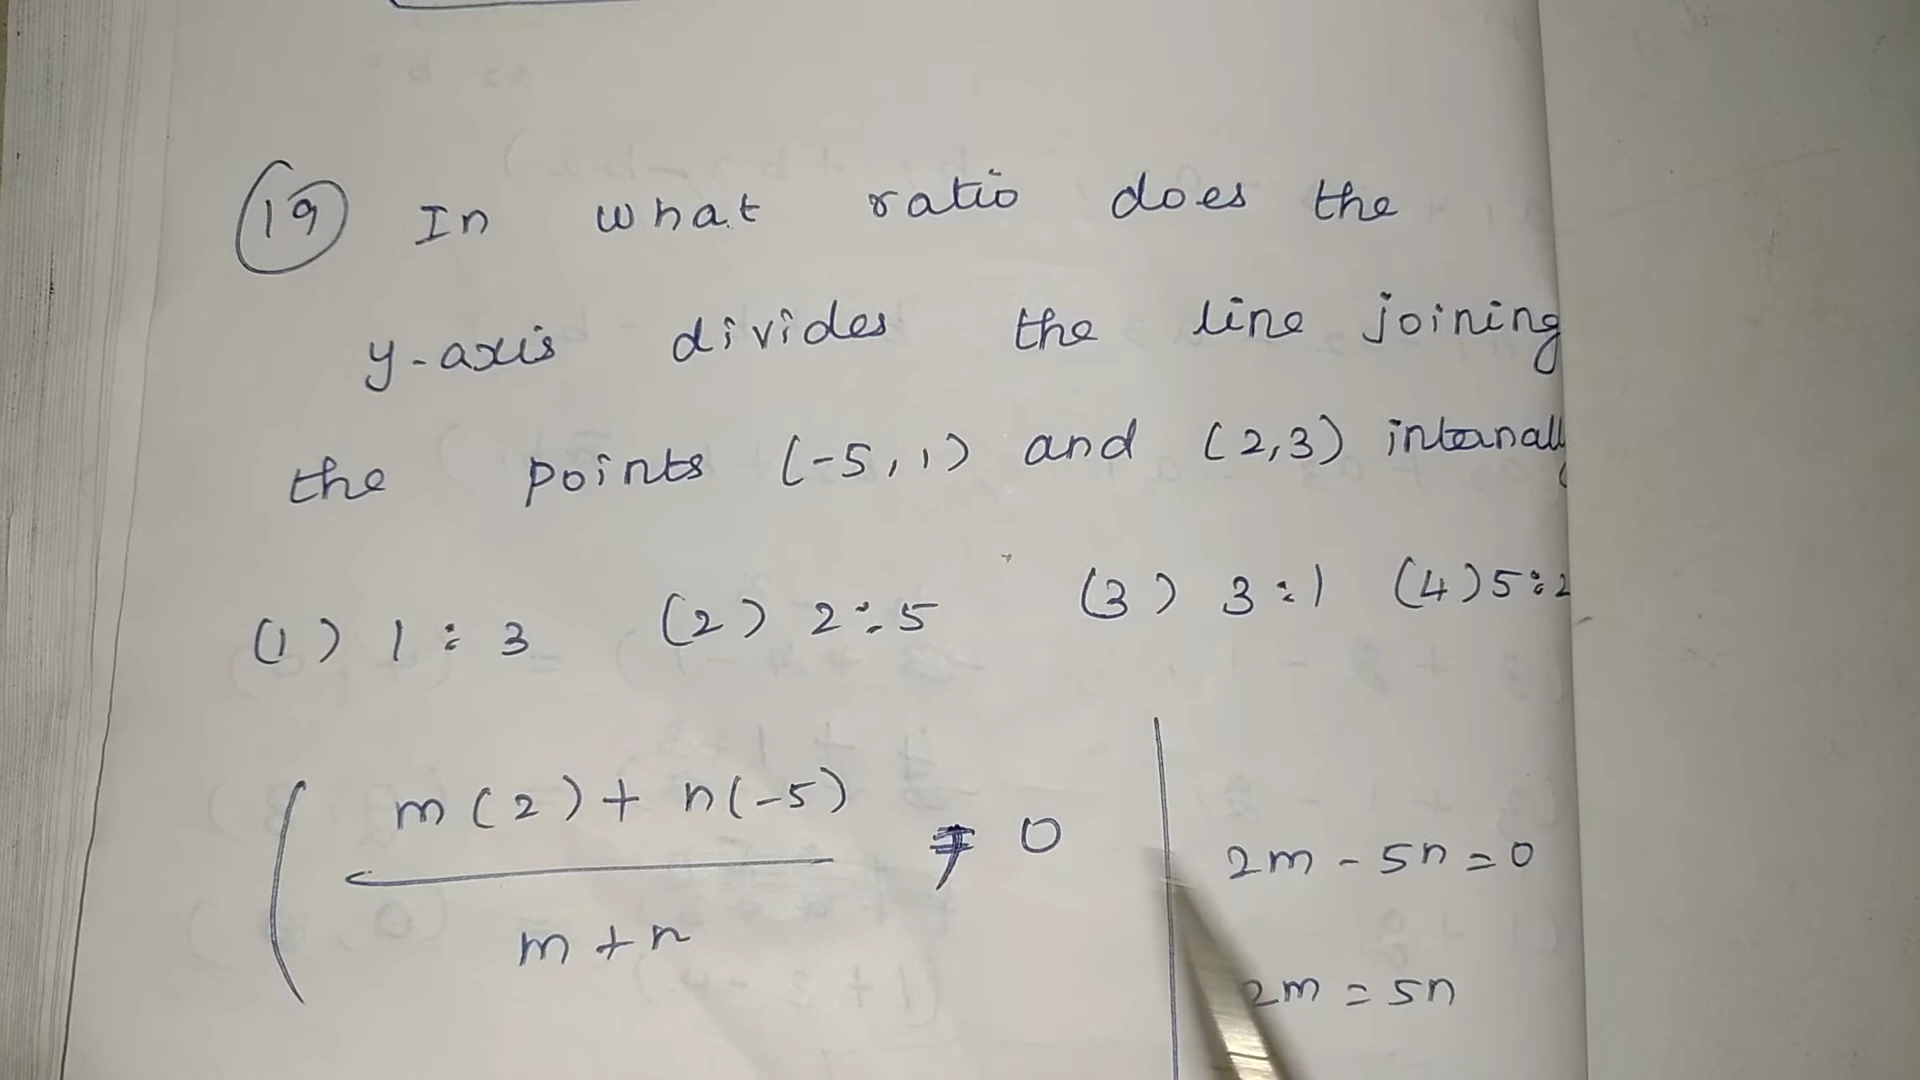 (19) In what ratio does the
y-axis divides the line joining
the points (-5,1) and (2,3) internally
(1) 1:3 (2) 2:5 (3) 3:1 (4) 5:2
( m(2) + n(-5)
= 0
m + n
2m - 5n = 0
2m = 5n